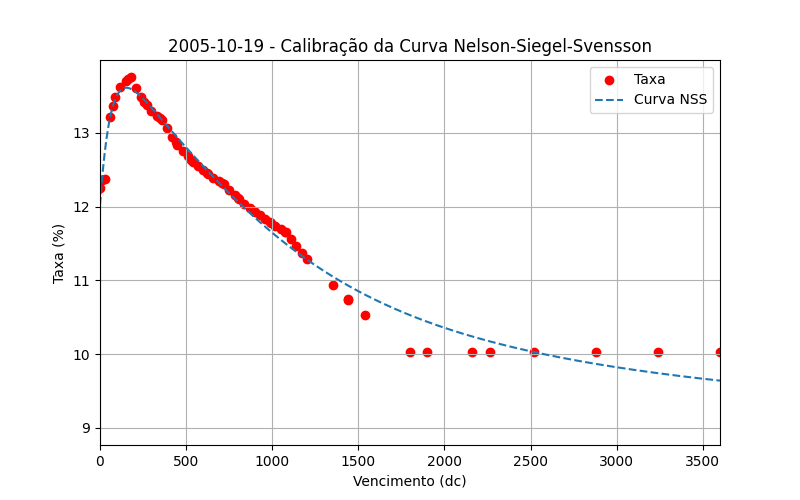 2005-10-19 - Calibração da Curva Nelson-Siegel-Svensson
Taxa
Curva NSS
Taxa (%)
13
12
11
10
9
0 500 1000 1500 2000 2500 3000 3500
Vencimento (dc)